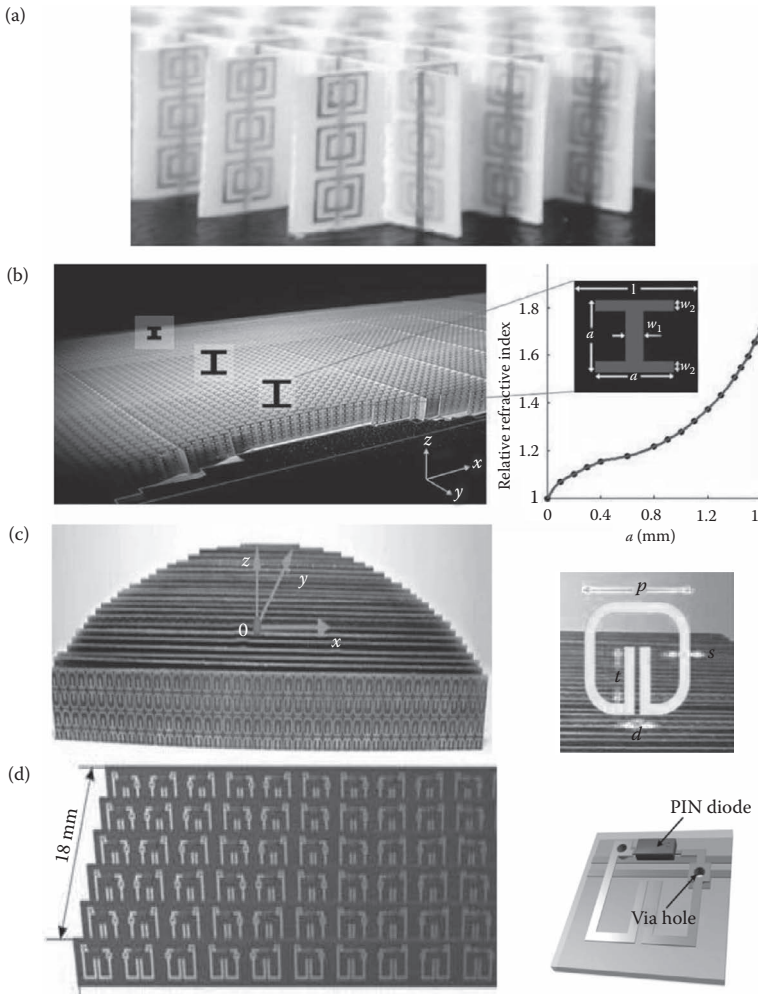 (a)
(b)
z
x
y
Relative refractive index
1.8
1.6
1.4
1.2
1
0
0.4
0.8
1.2
1
a (mm)
1
w₂
w₁
a
a
w₂
(c)
z
y
0
x
p
s
t
d
(d)
18 mm
PIN diode
Via hole